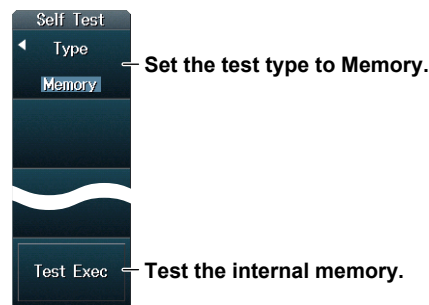 Self Test
Type
Set the test type to Memory.
Memory
Test Exec
Test the internal memory.